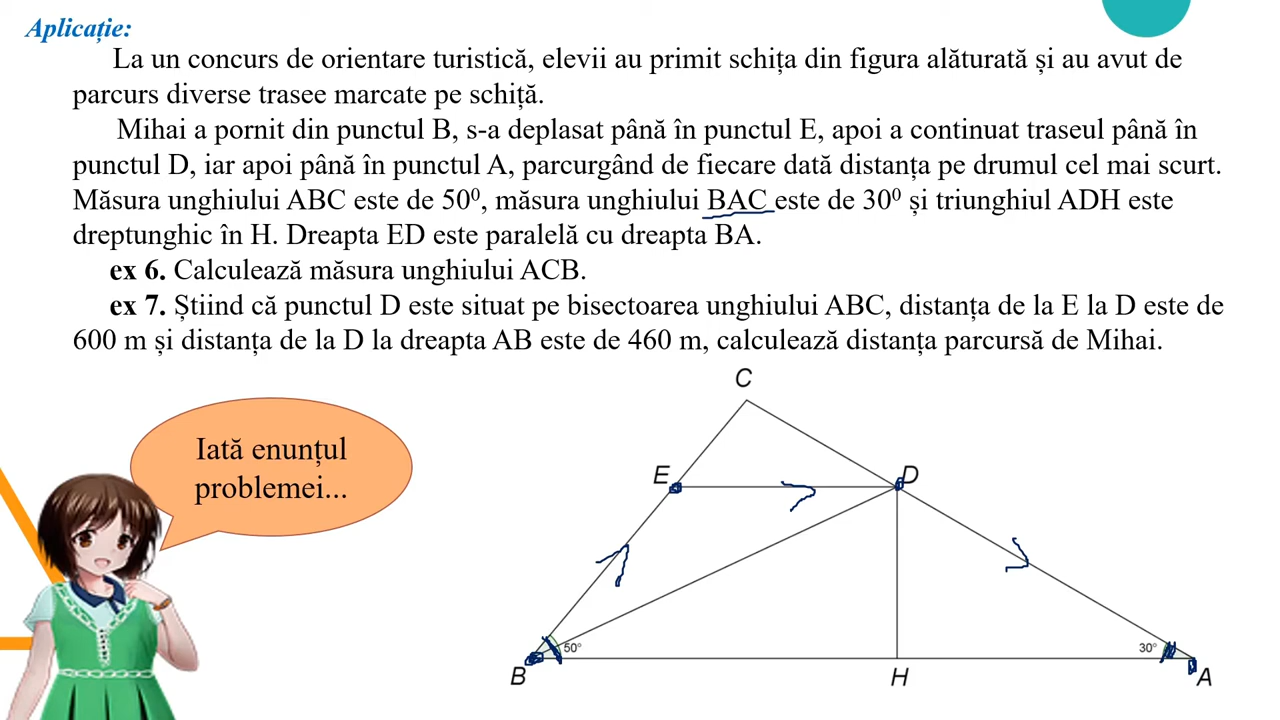 Aplicație:
La un concurs de orientare turistică, elevii au primit schița din figura alăturată și au avut de
parcurs diverse trasee marcate pe schiță.
Mihai a pornit din punctul B, s-a deplasat până în punctul E, apoi a continuat traseul până în
punctul D, iar apoi până în punctul A, parcurgând de fiecare dată distanța pe drumul cel mai scurt.
Măsura unghiului ABC este de 50⁰, măsura unghiului BAC este de 30⁰ și triunghiul ADH este
dreptunghic în H. Dreapta ED este paralelă cu dreapta BA.
ex 6. Calculează măsura unghiului ACB.
ex 7. Știind că punctul D este situat pe bisectoarea unghiului ABC, distanța de la E la D este de
600 m și distanța de la D la dreapta AB este de 460 m, calculează distanța parcursă de Mihai.
Iată enunțul
problemei...
C
E
D
50°
30°
B
H
A